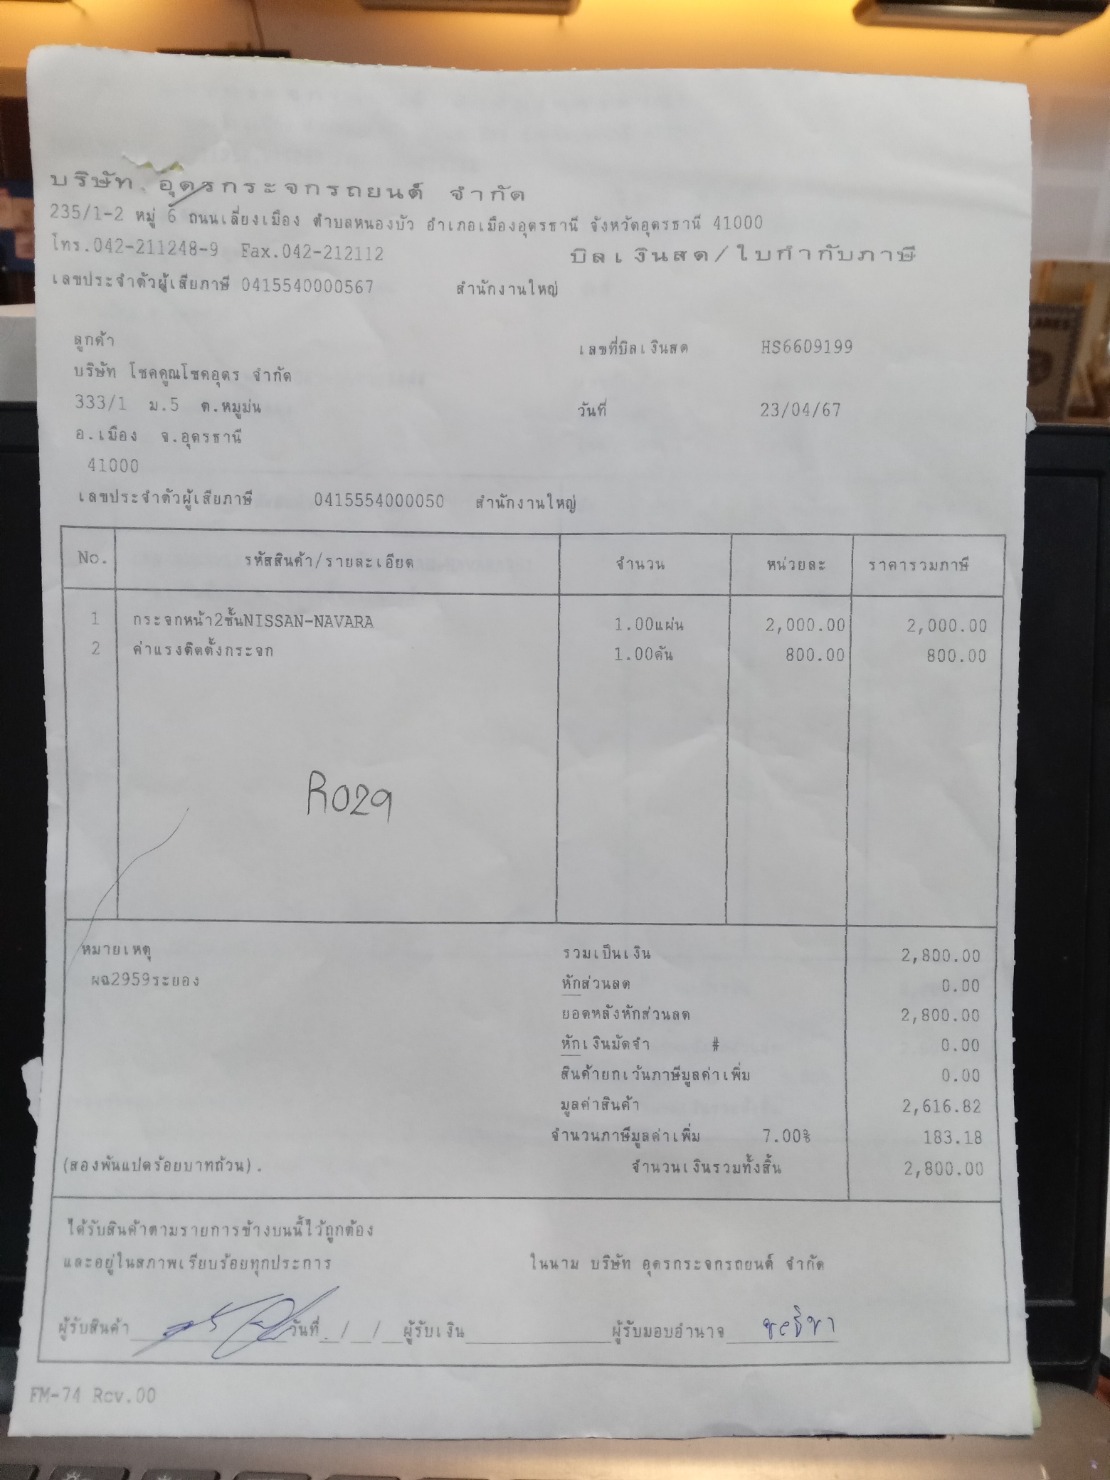 บริษัท อุดรกระจกรถยนต์ จำกัด
235/1-2 หมู่ 6 ถนนเลี่ยงเมือง ตำบลหนองบัว อำเภอเมืองอุดรธานี จังหวัดอุดรธานี 41000
โทร.042-211248-9 Fax.042-212112
บิลเงินสด/ใบกำกับภาษี
เลขประจำตัวผู้เสียภาษี 0415540000567 สำนักงานใหญ่
ลูกค้า
เลขที่บิลเงินสด HS6609199
บริษัท โชคคูณโชคอุดร จำกัด
333/1 ม.5 ต.หมูม่น
วันที่ 23/04/67
อ.เมือง จ.อุดรธานี
41000
เลขประจำตัวผู้เสียภาษี 0415554000050 สำนักงานใหญ่
No. รหัสสินค้า/รายละเอียด จำนวน หน่วยละ ราคารวมภาษี
1 กระจกหน้า2ชั้นNISSAN-NAVARA 1.00แผ่น 2,000.00 2,000.00
2 ค่าแรงติดตั้งกระจก 1.00คัน 800.00 800.00
R029
หมายเหตุ รวมเป็นเงิน 2,800.00
ผฉ2959ระยอง หักส่วนลด 0.00
ยอดหลังหักส่วนลด 2,800.00
หักเงินมัดจำ # 0.00
สินค้ายกเว้นภาษีมูลค่าเพิ่ม 0.00
มูลค่าสินค้า 2,616.82
จำนวนภาษีมูลค่าเพิ่ม 7.00% 183.18
(สองพันแปดร้อยบาทถ้วน). จำนวนเงินรวมทั้งสิ้น 2,800.00
ได้รับสินค้าตามรายการข้างบนนี้ไว้ถูกต้อง
และอยู่ในสภาพเรียบร้อยทุกประการ ในนาม บริษัท อุดรกระจกรถยนต์ จำกัด
ผู้รับสินค้า วันที่ / / ผู้รับเงิน ผู้รับมอบอำนาจ
FM-74 Rev.00